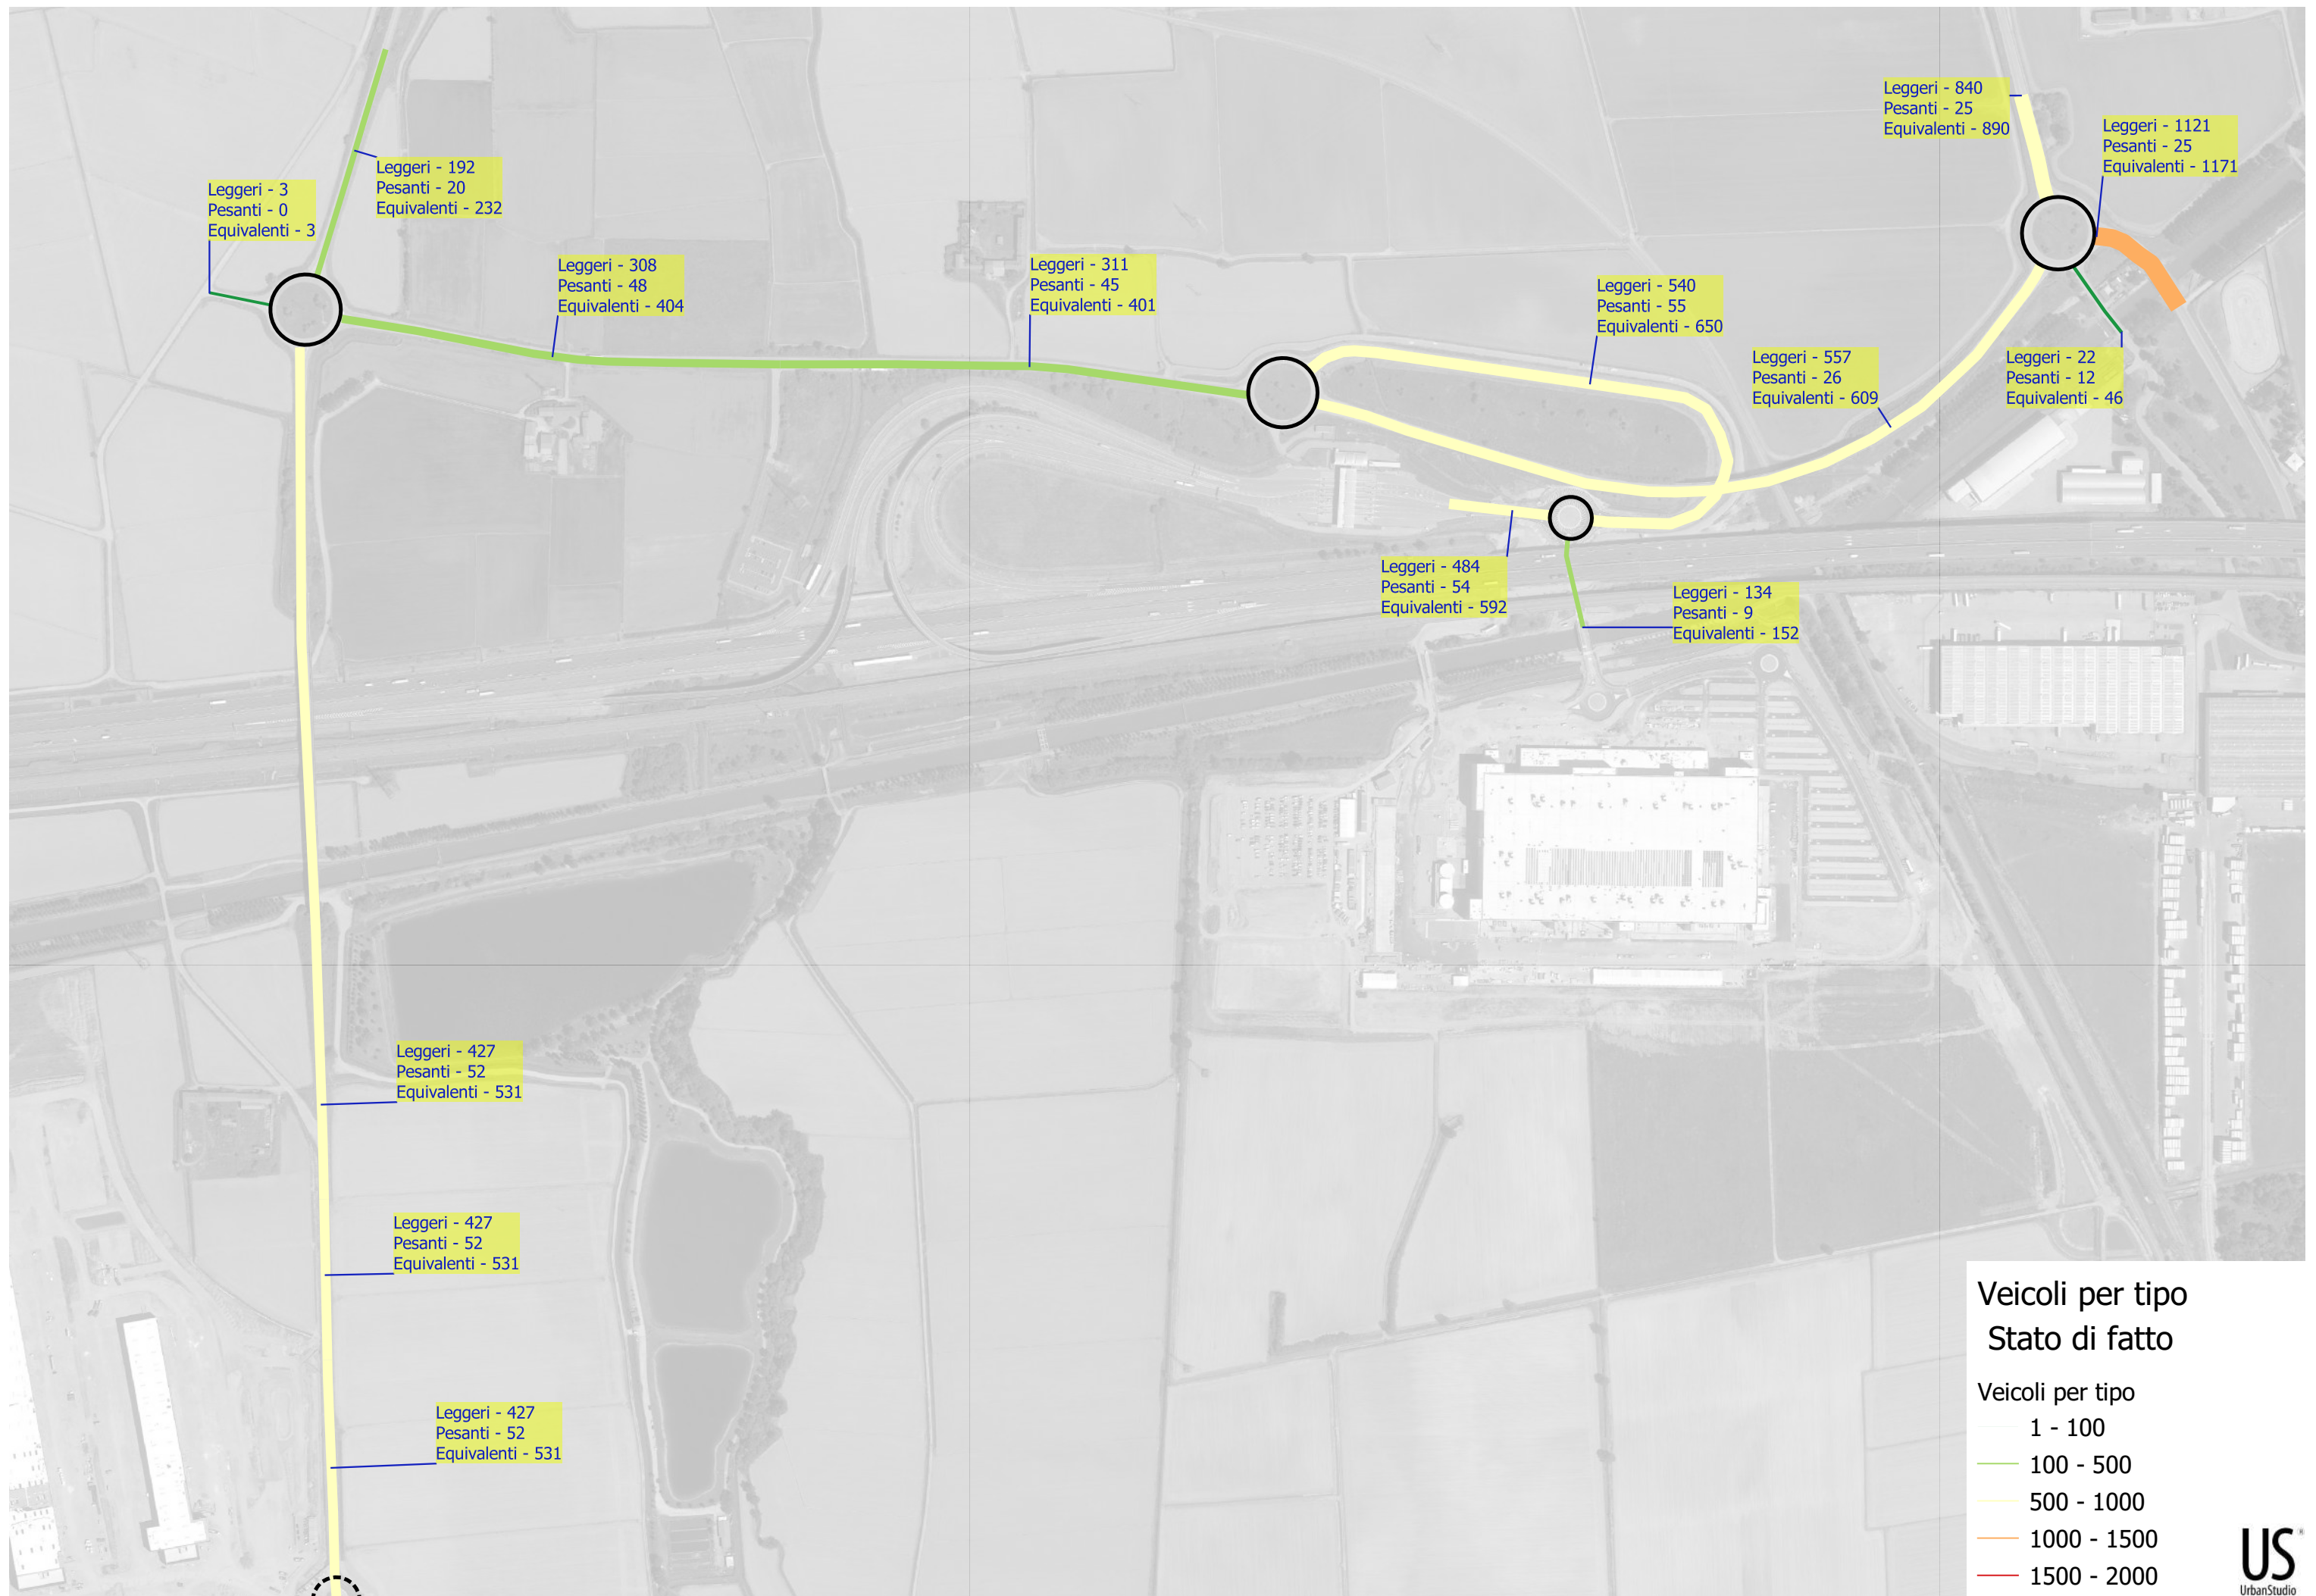 Leggeri - 840
Pesanti - 25
Equivalenti - 890
Leggeri - 1121
Pesanti - 25
Equivalenti - 1171
Leggeri - 192
Pesanti - 20
Equivalenti - 232
Leggeri - 3
Pesanti - 0
Equivalenti - 3
Leggeri - 308
Pesanti - 48
Equivalenti - 404
Leggeri - 311
Pesanti - 45
Equivalenti - 401
Leggeri - 540
Pesanti - 55
Equivalenti - 650
Leggeri - 557
Pesanti - 26
Equivalenti - 609
Leggeri - 22
Pesanti - 12
Equivalenti - 46
Leggeri - 484
Pesanti - 54
Equivalenti - 592
Leggeri - 134
Pesanti - 9
Equivalenti - 152
Leggeri - 427
Pesanti - 52
Equivalenti - 531
Leggeri - 427
Pesanti - 52
Equivalenti - 531
Leggeri - 427
Pesanti - 52
Equivalenti - 531
Veicoli per tipo
Stato di fatto
Veicoli per tipo
1 - 100
100 - 500
500 - 1000
1000 - 1500
1500 - 2000
US®
UrbanStudio